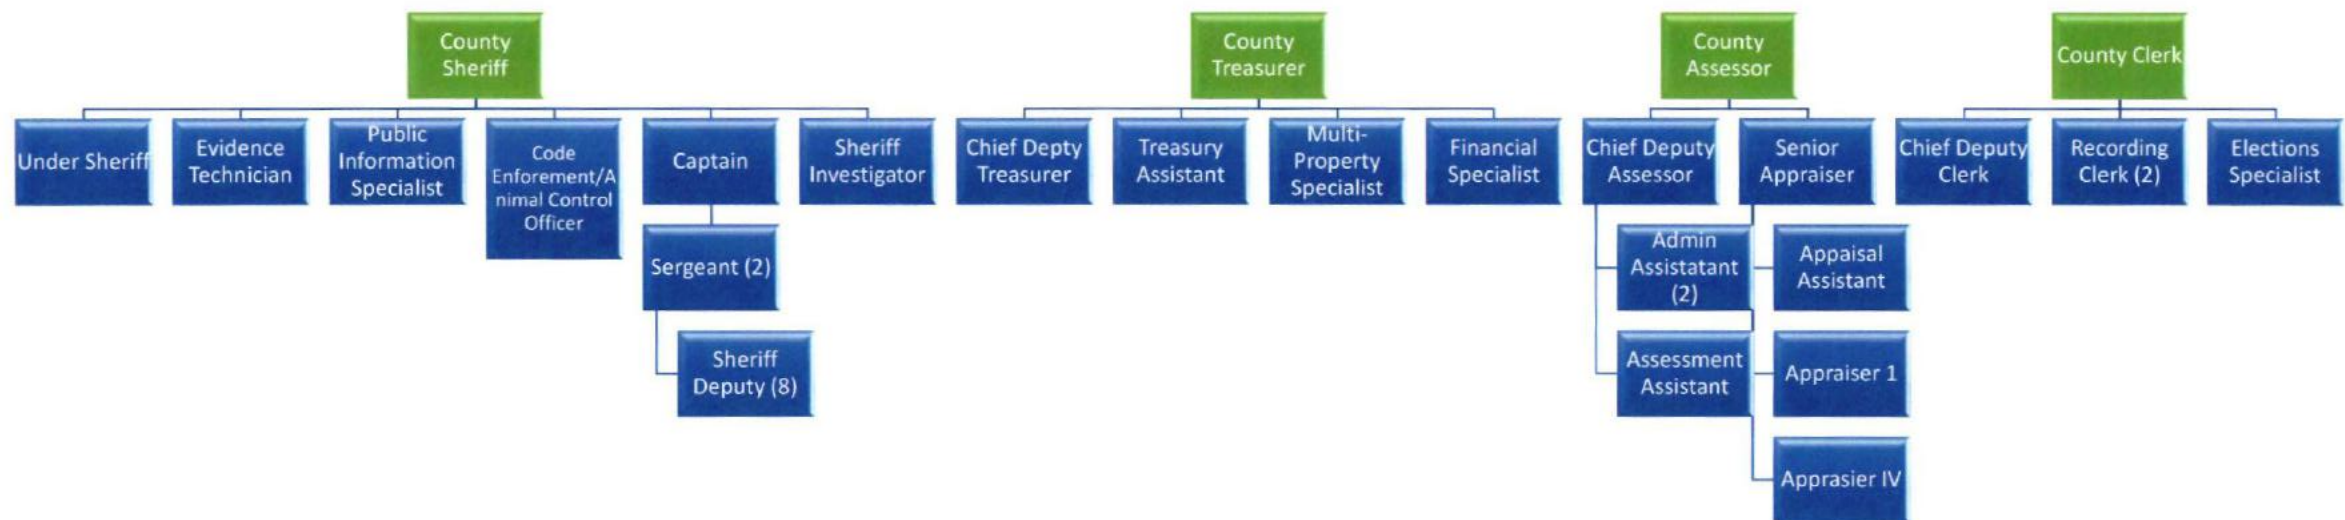 County
Sheriff
County
Treasurer
County
Assessor
County Clerk
Under Sheriff
Evidence
Technician
Public
Information
Specialist
Code
Enforement/A
nimal Control
Officer
Captain
Sheriff
Investigator
Chief Depty
Treasurer
Treasury
Assistant
Multi-
Property
Specialist
Financial
Specialist
Chief Deputy
Assessor
Senior
Appraiser
Chief Deputy
Clerk
Recording
Clerk (2)
Elections
Specialist
Sergeant (2)
Admin
Assistatant
(2)
Appaisal
Assistant
Sheriff
Deputy (8)
Assessment
Assistant
Appraiser 1
Apprasier IV